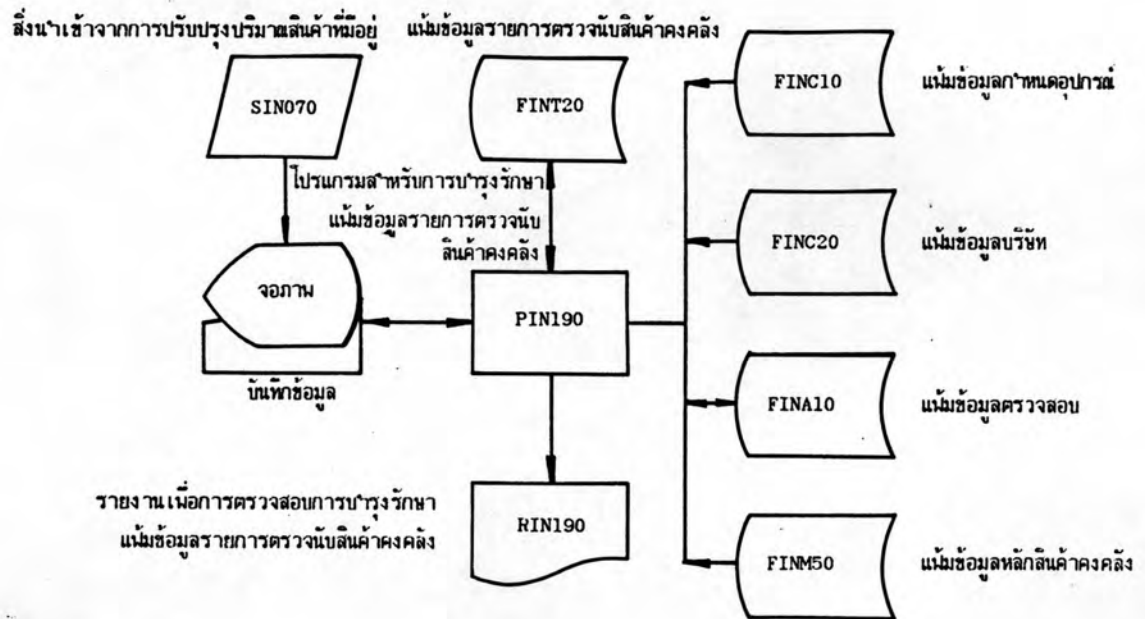 สิ่งนำเข้าจากการปรับปรุงปริมาณสินค้าที่มีอยู่
แฟ้มข้อมูลรายการตรวจนับสินค้าคงคลัง
SIN070
FINT20
FINC10
แฟ้มข้อมูลกำหนดอุปกรณ์
โปรแกรมสำหรับการบำรุงรักษา
แฟ้มข้อมูลรายการตรวจนับ
สินค้าคงคลัง
FINC20
แฟ้มข้อมูลบริษัท
จอภาพ
PIN190
บันทึกข้อมูล
FINA10
แฟ้มข้อมูลตรวจสอบ
รายงานเพื่อการตรวจสอบการบำรุงรักษา
แฟ้มข้อมูลรายการตรวจนับสินค้าคงคลัง
RIN190
FINM50
แฟ้มข้อมูลหลักสินค้าคงคลัง